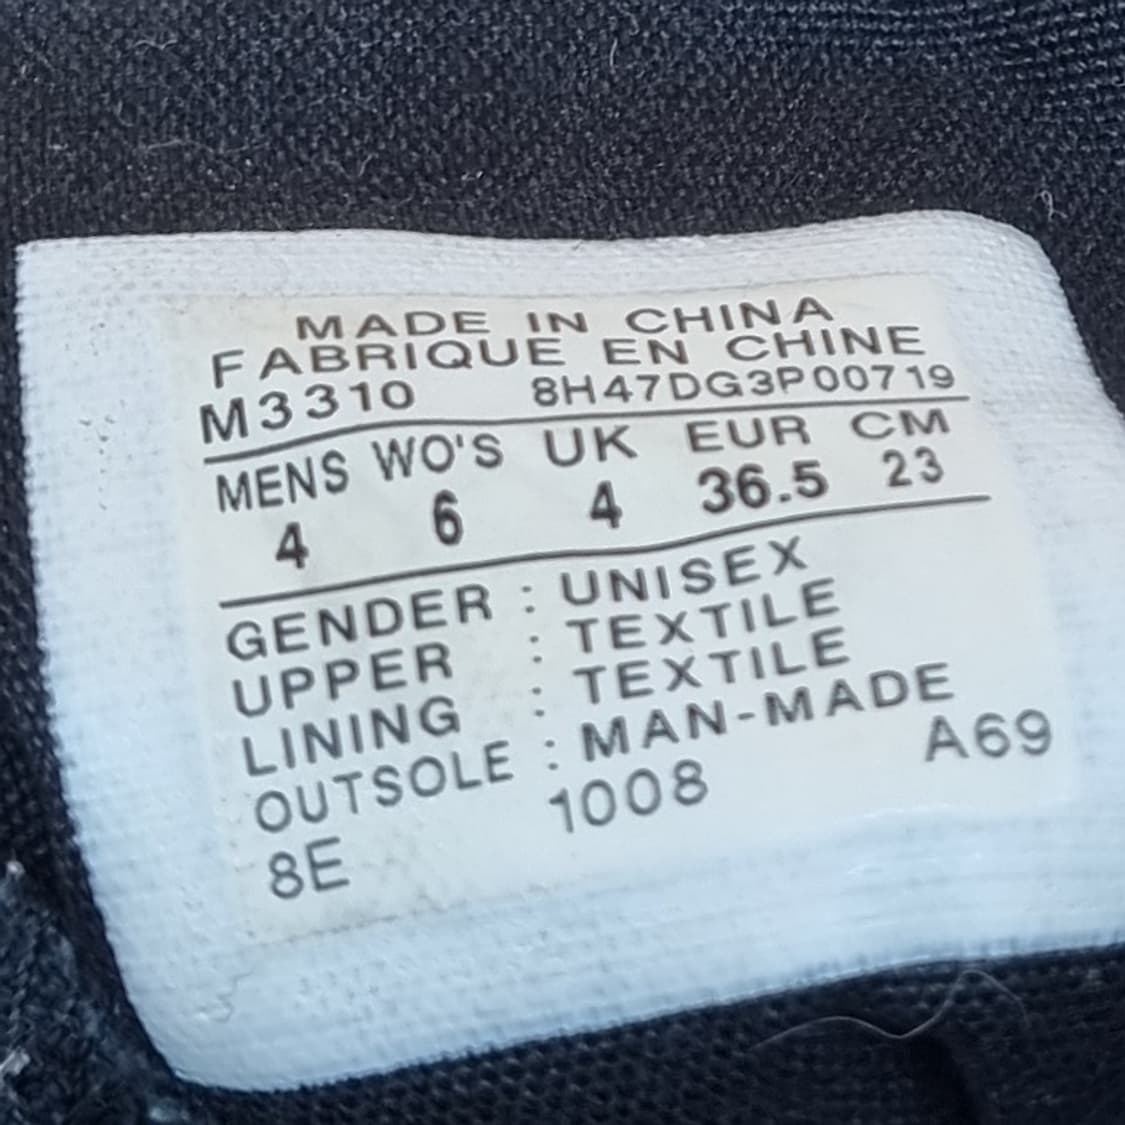 MADE IN CHINA
FABRIQUE EN CHINE
M3310 8H47DG3P00719
MENS WO'S UK EUR CM
4 6 4 36.5 23
GENDER : UNISEX
UPPER : TEXTILE
LINING : TEXTILE
OUTSOLE : MAN-MADE
8E 1008 A69